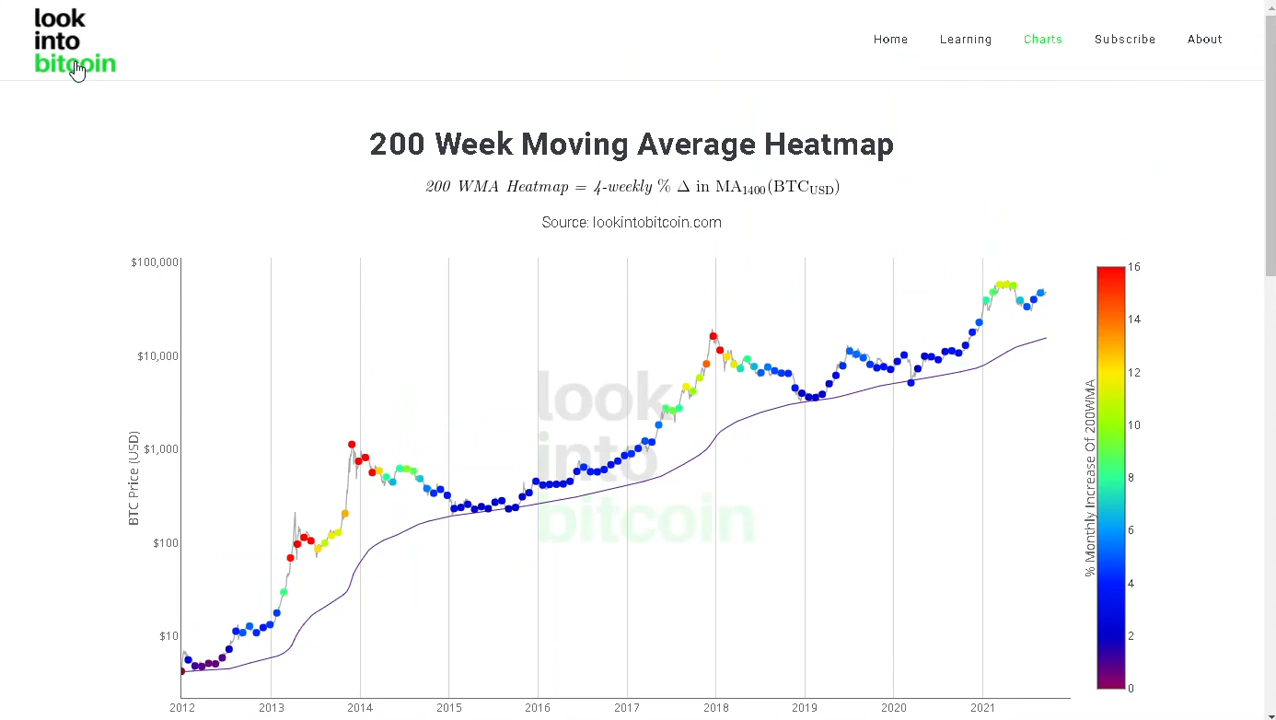 look
into
bitcoin
Home Learning Charts Subscribe About
200 Week Moving Average Heatmap
200 WMA Heatmap = 4-weekly % Δ in MA1400(BTCUSD)
Source: lookintobitcoin.com
$100,000
$10,000
$1,000
$100
$10
BTC Price (USD)
look
into
bitcoin
2012 2013 2014 2015 2016 2017 2018 2019 2020 2021
16
14
12
10
8
6
4
2
0
% Monthly Increase Of 200WMA